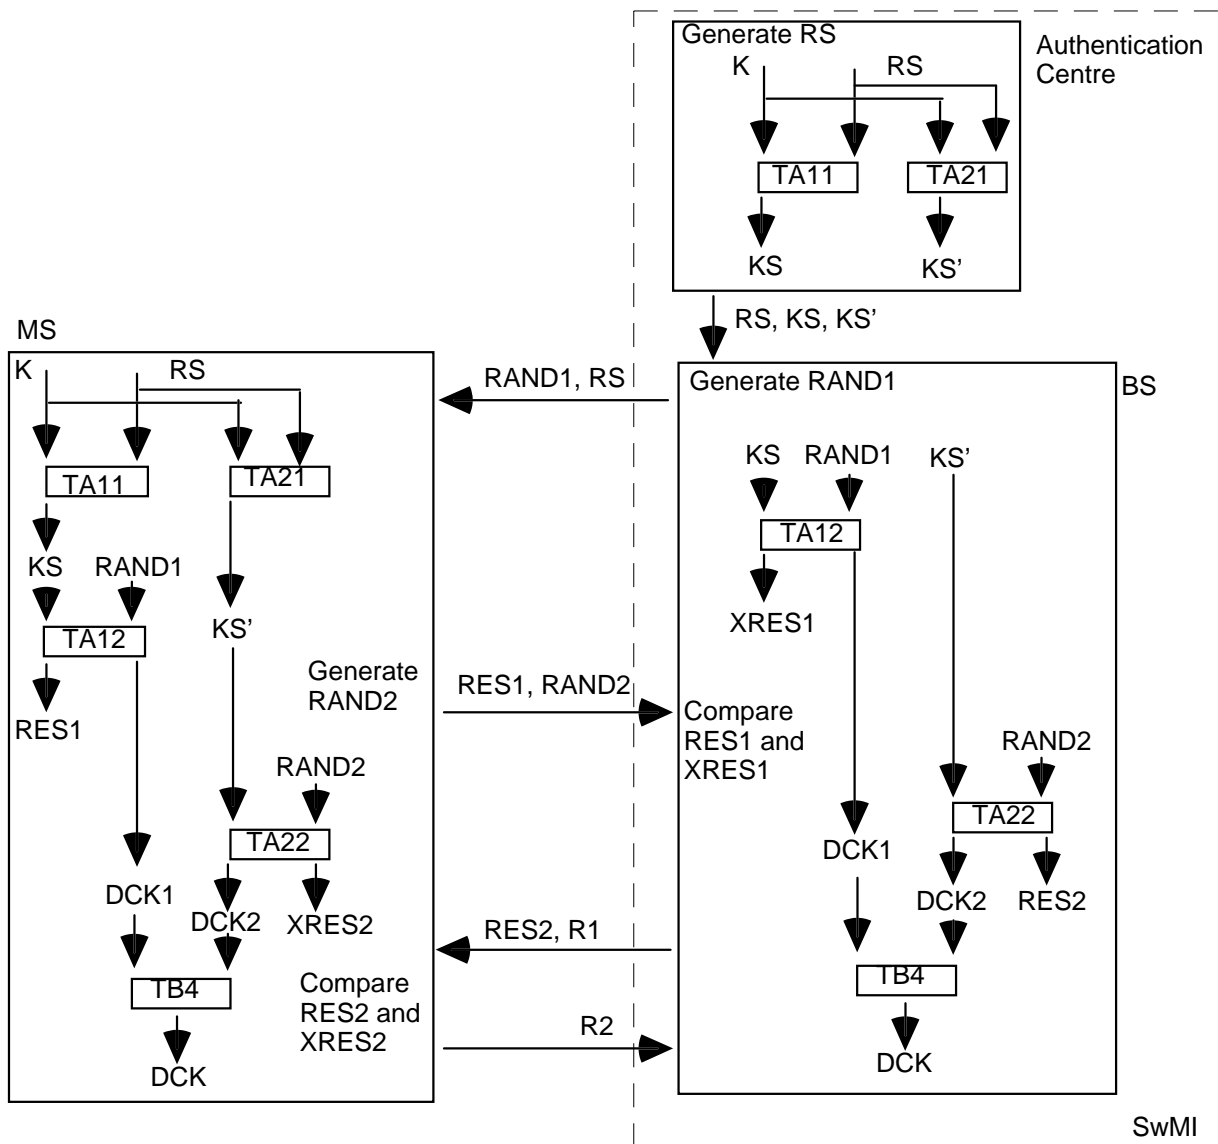 Generate RS
Authentication
Centre
K
RS
TA11
TA21
KS
KS’
RS, KS, KS’
MS
K
RS
RAND1, RS
Generate RAND1
BS
TA11
TA21
KS
RAND1
KS’
TA12
KS
RAND1
TA12
KS’
XRES1
Generate
RAND2
RES1, RAND2
RES1
Compare
RES1 and
XRES1
RAND2
RAND2
TA22
TA22
DCK1
DCK1
DCK2
XRES2
DCK2
RES2
RES2, R1
TB4
TB4
Compare
RES2 and
XRES2
R2
DCK
DCK
SwMI